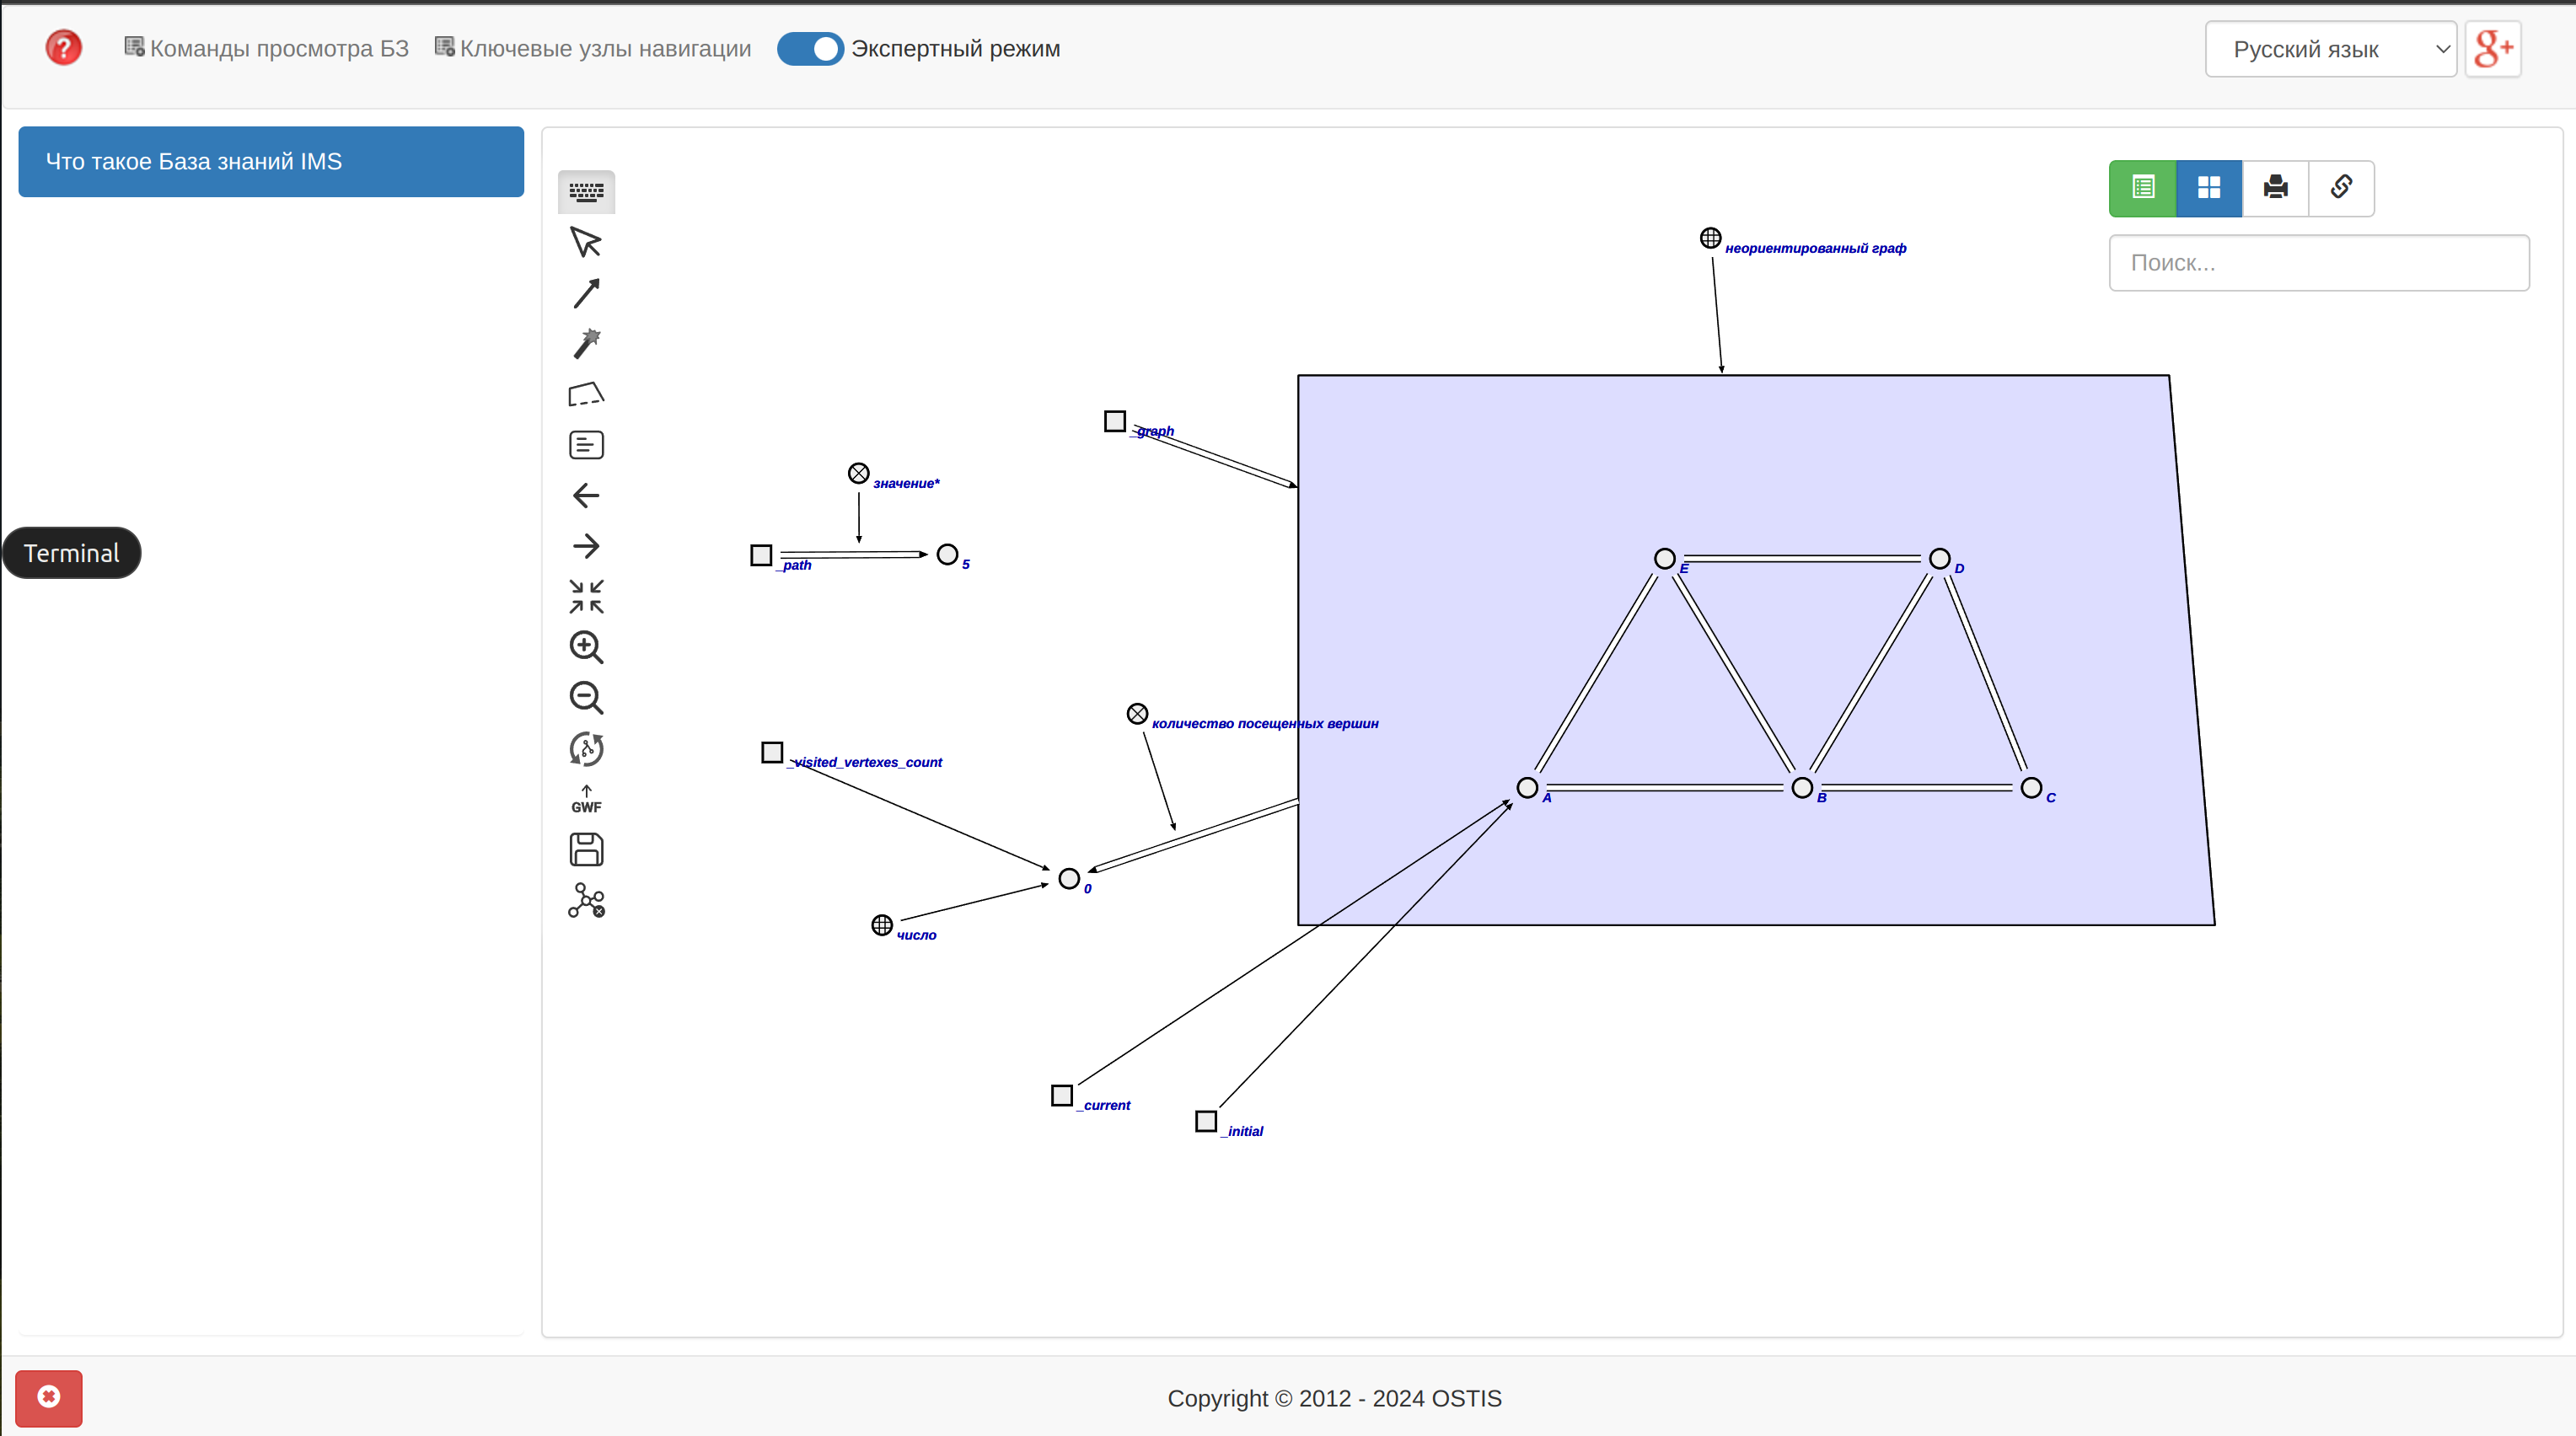 Команды просмотра БЗ
Ключевые узлы навигации
Экспертный режим
Русский язык
g+
Что такое База знаний IMS
Поиск...
неориентированный граф
_graph
значение*
_path
5
Terminal
E
D
количество посещенных вершин
_visited_vertexes_count
A
B
C
GWF
0
число
_current
_initial
Copyright © 2012 - 2024 OSTIS